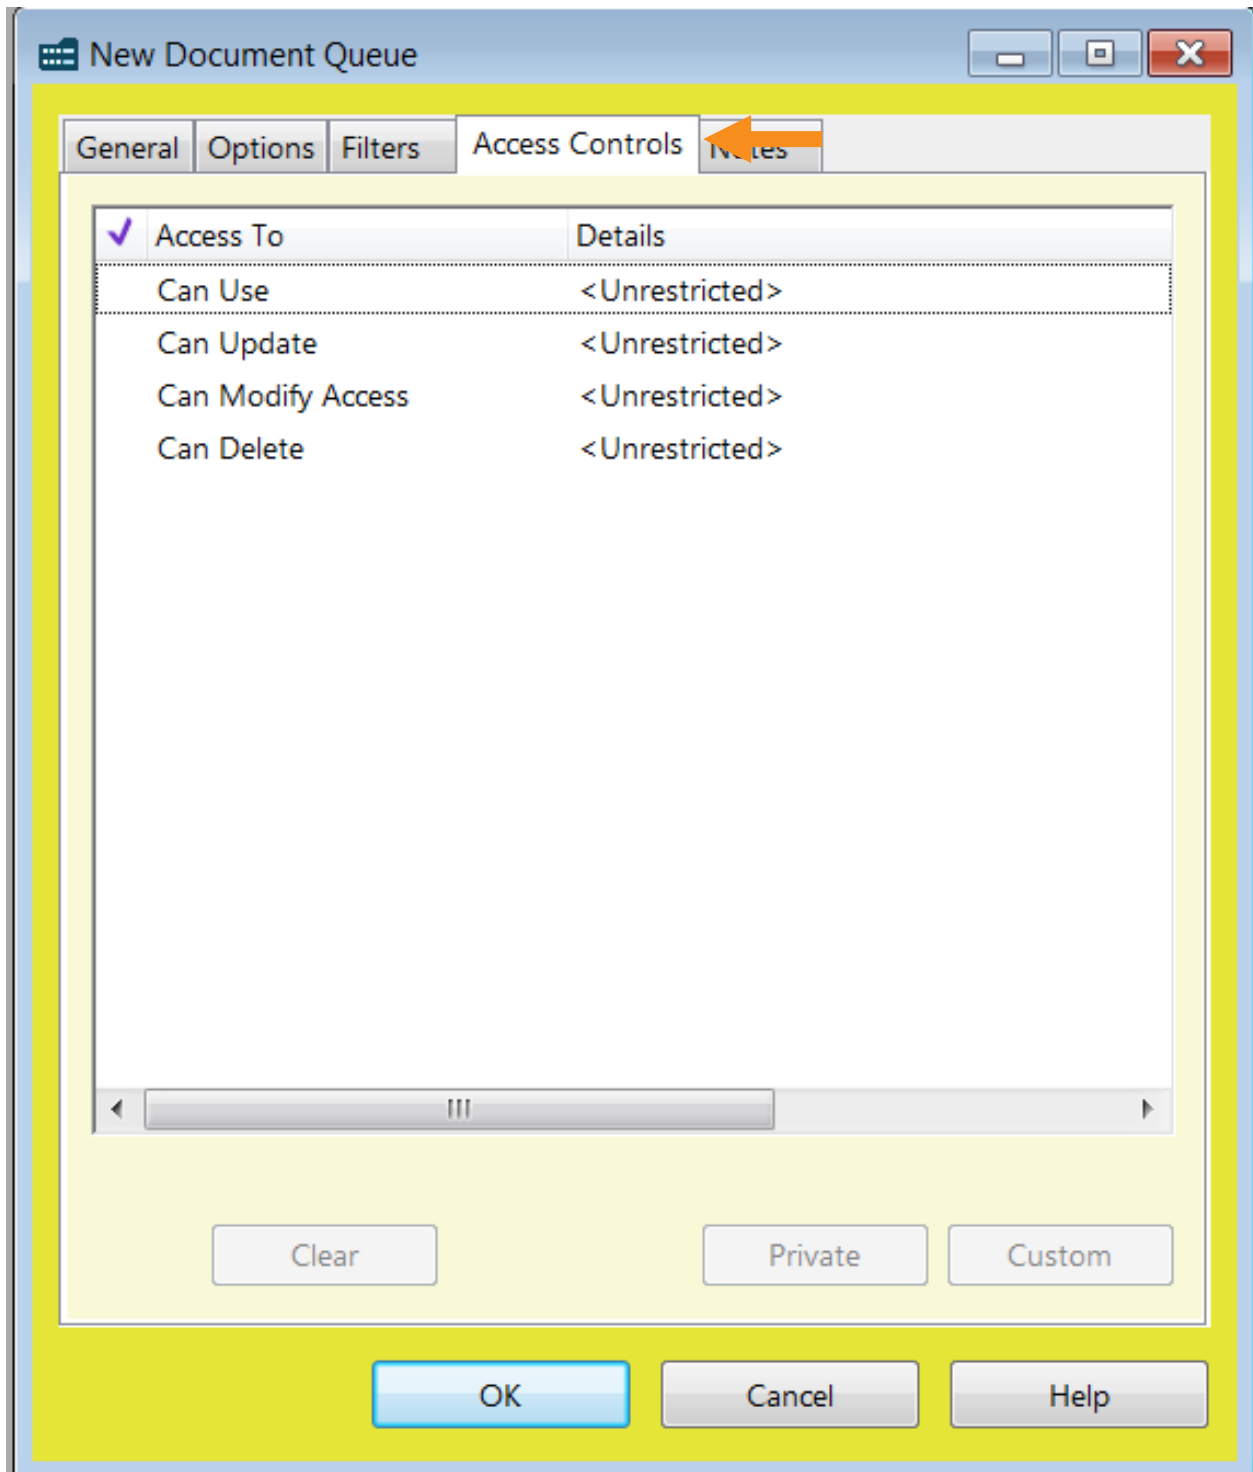 New Document Queue
General Options Filters Access Controls Notes
Access To Details
Can Use <Unrestricted>
Can Update <Unrestricted>
Can Modify Access <Unrestricted>
Can Delete <Unrestricted>
Clear Private Custom
OK Cancel Help